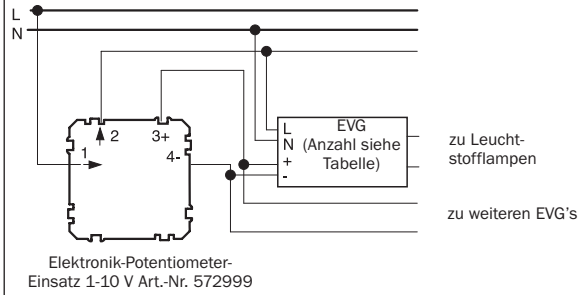 L
N
2
3+
1
4-
L
EVG
N
(Anzahl siehe
+
Tabelle)
-
zu Leucht-
stofflampen
zu weiteren EVG's
Elektronik-Potentiometer-
Einsatz 1-10 V Art.-Nr. 572999